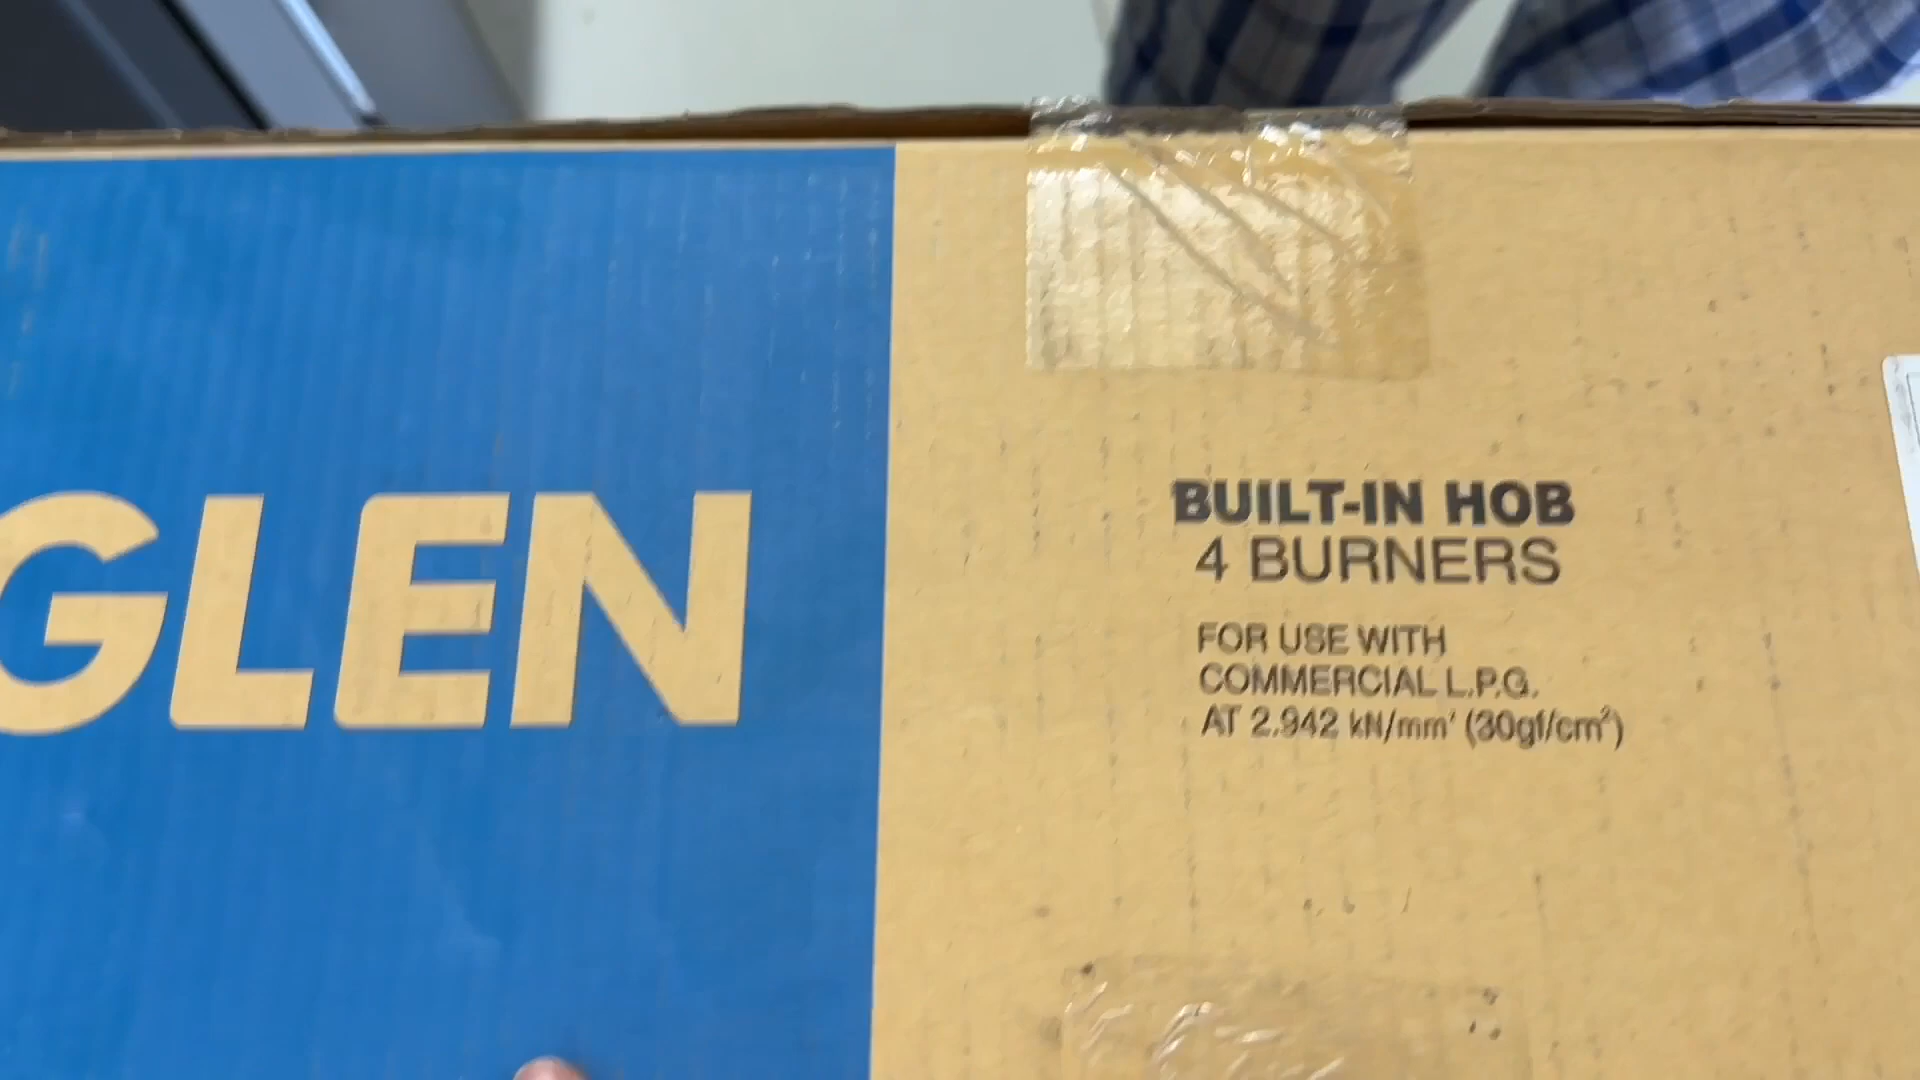 GLEN
BUILT-IN HOB
4 BURNERS
FOR USE WITH
COMMERCIAL L.P.G.
AT 2.942 kN/mm² (30gf/cm²)